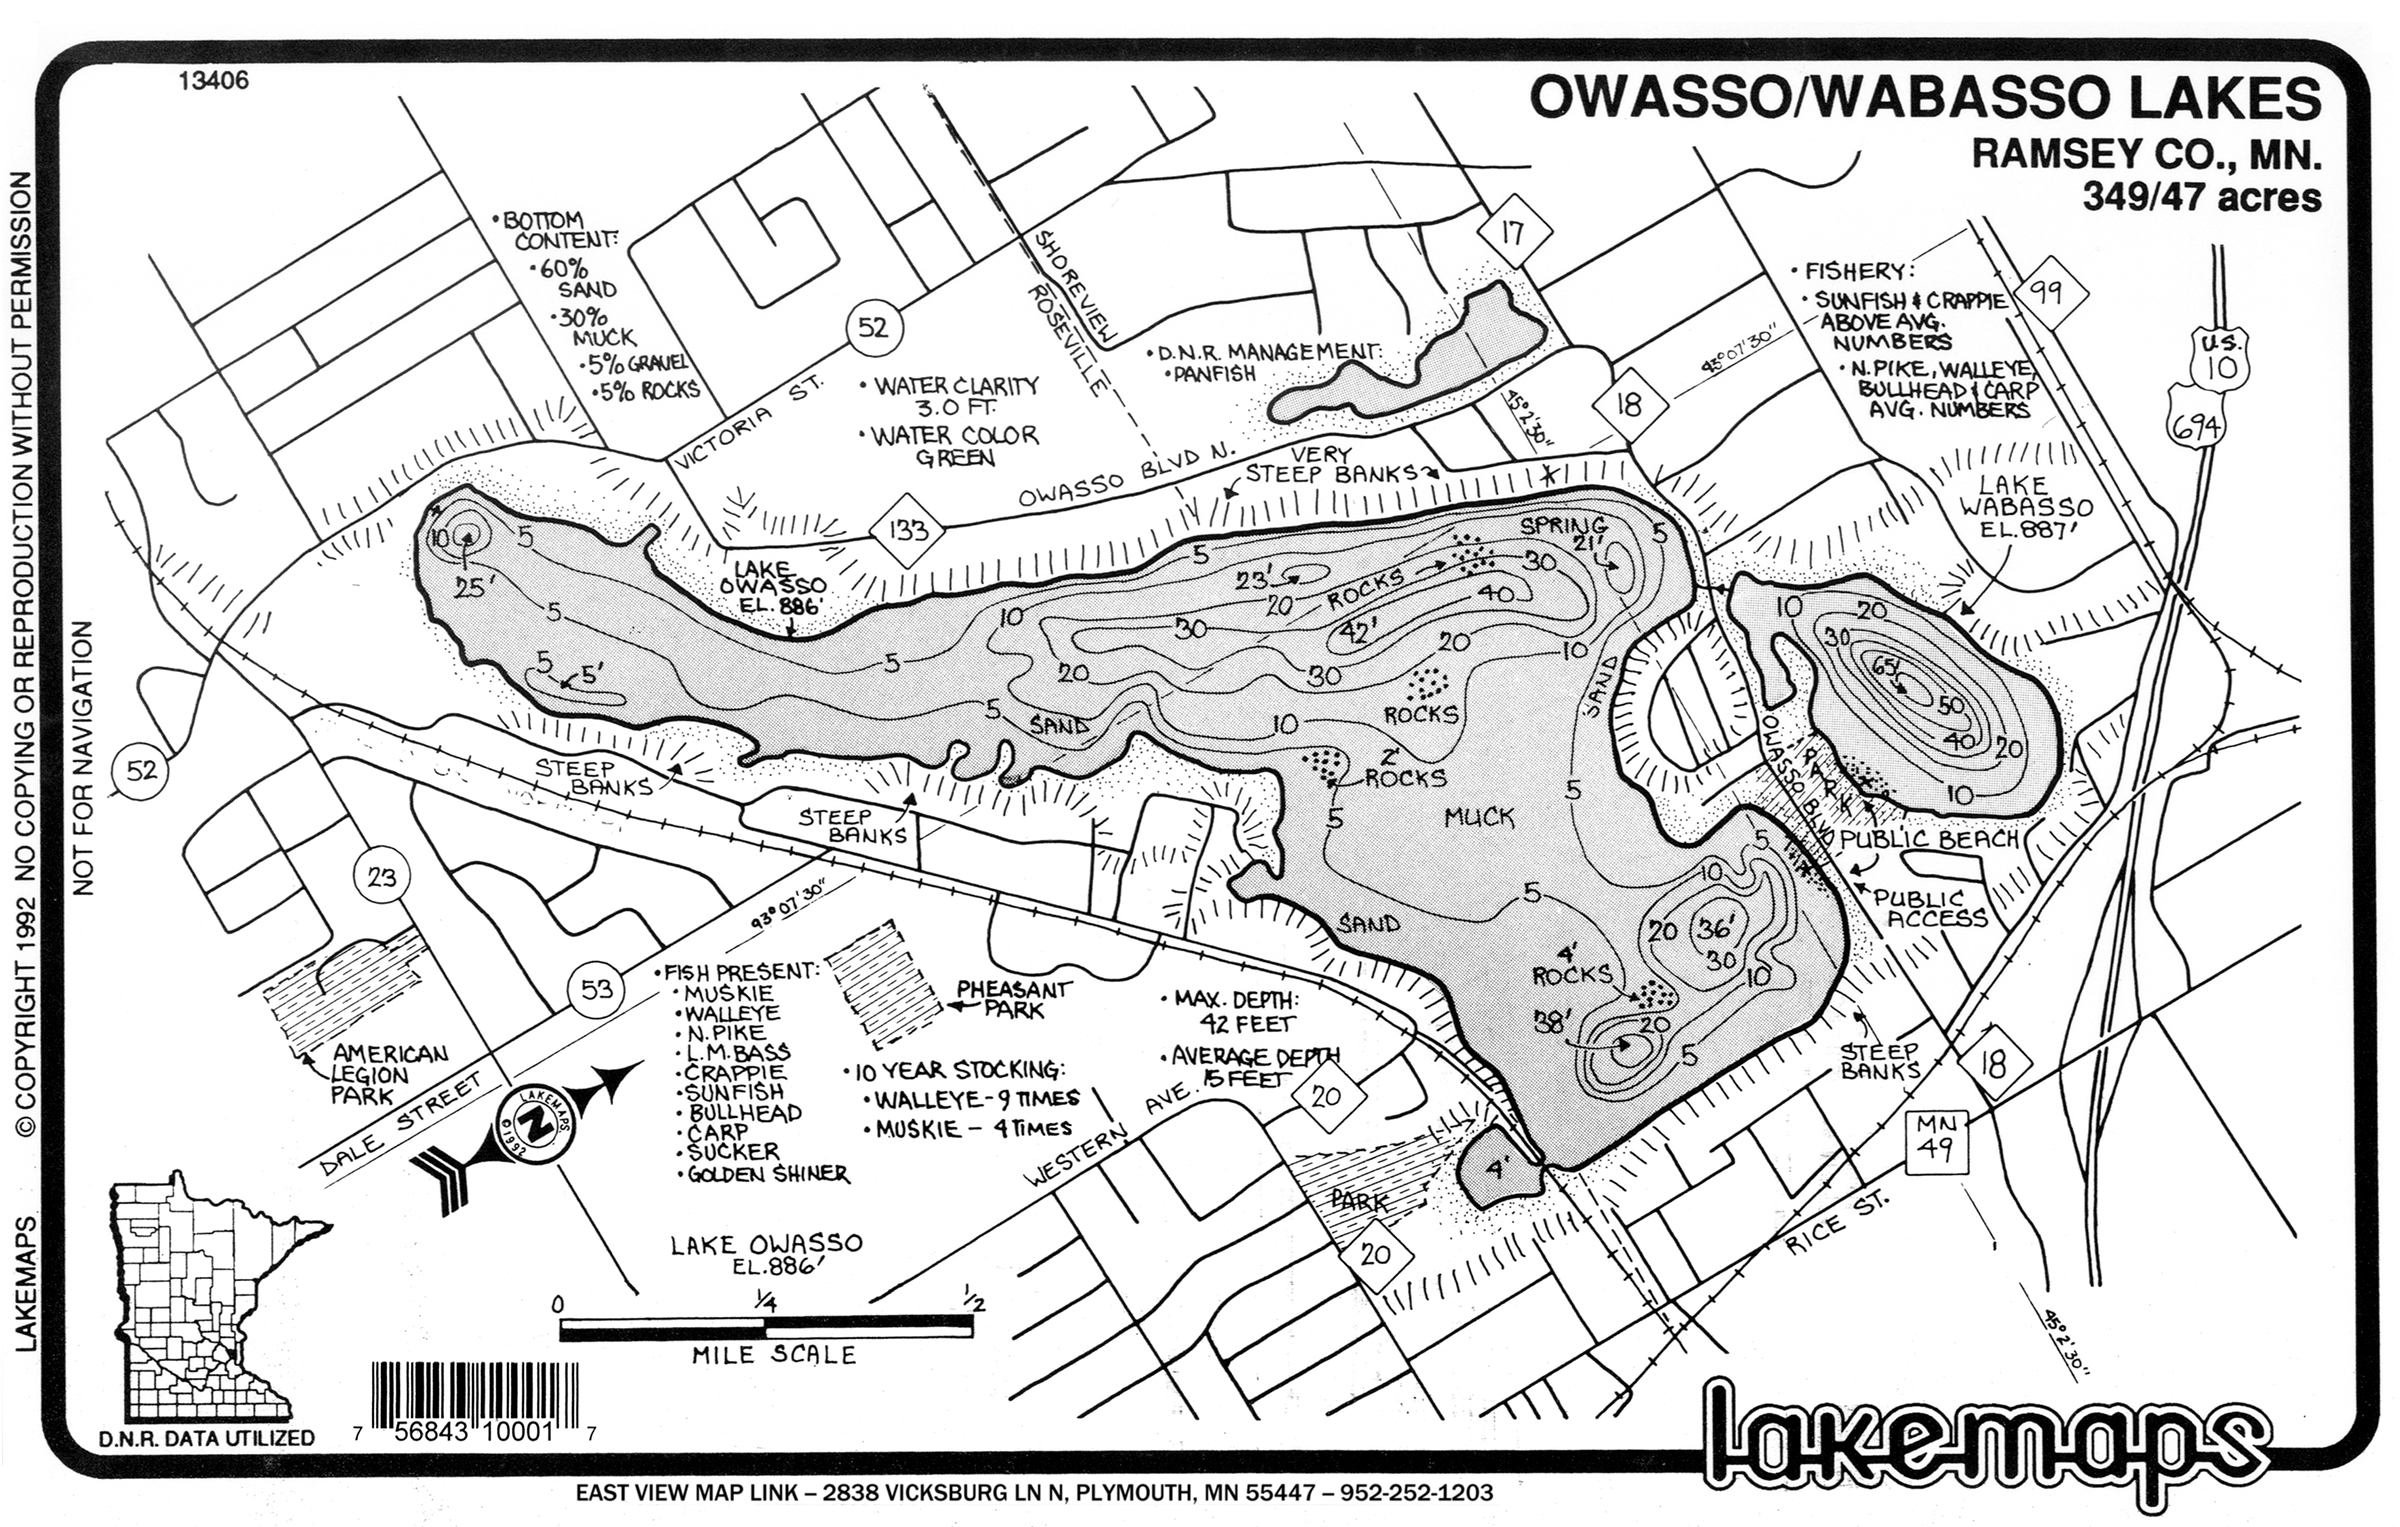 13406
OWASSO/WABASSO LAKES
RAMSEY CO., MN.
349/47 acres
© COPYRIGHT 1992 NO COPYING OR REPRODUCTION WITHOUT PERMISSION
NOT FOR NAVIGATION
LAKEMAPS
• BOTTOM
CONTENT:
• 60%
SAND
• 30%
MUCK
• 5% GRAVEL
• 5% ROCKS
SHOREVIEW
ROSEVILLE
52
VICTORIA ST.
• WATER CLARITY
3.0 FT.
• WATER COLOR
GREEN
• D.N.R. MANAGEMENT:
• PANFISH
17
18
45°2'30"
43°07'30"
• FISHERY:
• SUNFISH & CRAPPIE
ABOVE AVG.
NUMBERS
• N.PIKE, WALLEYE,
BULLHEAD & CARP
AVG. NUMBERS
99
U.S.
10
694
OWASSO BLVD N.
VERY
STEEP BANKS
133
LAKE
WABASSO
EL.887'
LAKE
OWASSO
EL. 886'
10
5
25'
5
5
5'
5
5
10
5
23'
20
30
20
ROCKS
SPRING
21'
5
30
40
42'
20
30
10
ROCKS
SAND
SAND
10
2'
ROCKS
5
MUCK
5
5
SAND
5
10
20
36'
30
10
4'
ROCKS
38'
20
5
10
20
30
65'
50
40
20
10
OWASSO BLVD
PARK
PUBLIC BEACH
PUBLIC
ACCESS
STEEP
BANKS
STEEP
BANKS
STEEP
BANKS
52
23
93°07'30"
53
AMERICAN
LEGION
PARK
DALE STREET
N
LAKEMAPS
©1992
• FISH PRESENT:
• MUSKIE
• WALLEYE
• N.PIKE
• L.M.BASS
• CRAPPIE
• SUNFISH
• BULLHEAD
• CARP
• SUCKER
• GOLDEN SHINER
PHEASANT
PARK
• 10 YEAR STOCKING:
• WALLEYE - 9 TIMES
• MUSKIE - 4 TIMES
• MAX. DEPTH:
42 FEET
• AVERAGE DEPTH
15 FEET
WESTERN AVE.
20
PARK
4'
20
18
MN
49
RICE ST.
45°2'30"
LAKE OWASSO
EL.886'
0 1/4 1/2
MILE SCALE
D.N.R. DATA UTILIZED
7 56843 10001 7
lakemaps
EAST VIEW MAP LINK – 2838 VICKSBURG LN N, PLYMOUTH, MN 55447 – 952-252-1203